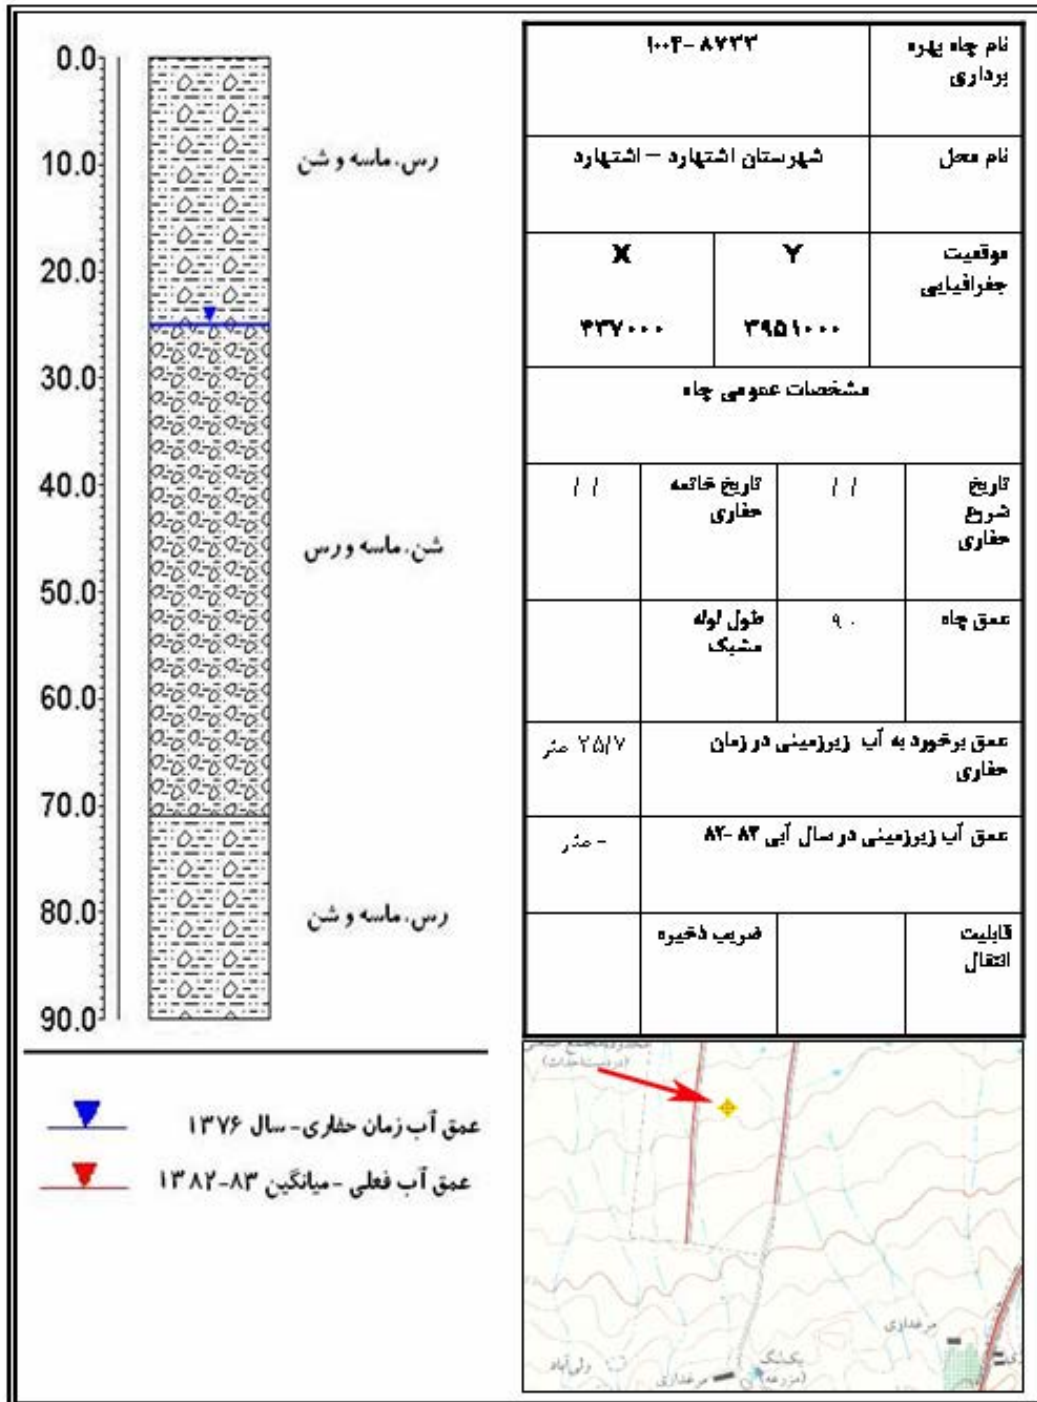 0.0
10.0
20.0
30.0
40.0
50.0
60.0
70.0
80.0
90.0
رس، ماسه و شن
شن، ماسه و رس
رس، ماسه و شن
عمق آب زمان حفاری - سال ۱۳۷۶
عمق آب فعلی - میانگین ۸۳-۱۳۸۲
نام چاه بهره
برداری
۱۰۰۴-۸۷۳۳
نام محل
شهرستان اشتهارد – اشتهارد
موقعیت
جغرافیایی
Y
X
۳۹۵۱۰۰۰
۴۳۷۰۰۰
مشخصات عمومی چاه
تاریخ
شروع
حفاری
/ /
تاریخ خاتمه
حفاری
/ /
عمق چاه
۹۰
طول لوله
مشبک
عمق برخورد به آب زیرزمینی در زمان
حفاری
۲۵/۷ متر
عمق آب زیرزمینی در سال آبی ۸۳-۸۲
- متر
قابلیت
انتقال
ضریب ذخیره
(در دست احداث)
مرغداری
ولی‌آباد
(مزرعه)
مرغداری